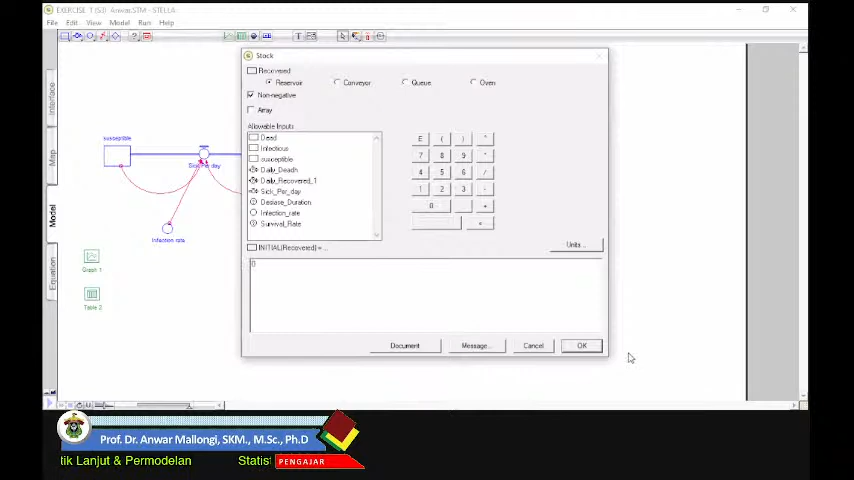 EXERCISE 1 (S3) Anwar.STM - STELLA
File Edit View Model Run Help
Interface
Map
Model
Equation
susceptible
Sick Per day
Infection rate
Graph 1
Table 2
Stock
Recovered
Reservoir Conveyor Queue Oven
Non-negative
Array
Allowable Inputs
Dead
Infectious
susceptible
Daily_Deadh
Daily_Recovered_1
Sick_Per_day
Desiase_Duration
Infection_rate
Survival_Rate
E ( ) ^
7 8 9 *
4 5 6 /
1 2 3 -
0 . +
Units...
INITIAL(Recovered) = ...
0
Document Message... Cancel OK
Prof. Dr. Anwar Mallongi, SKM., M.Sc., Ph.D
tik Lanjut & Permodelan Statist
PENGAJAR